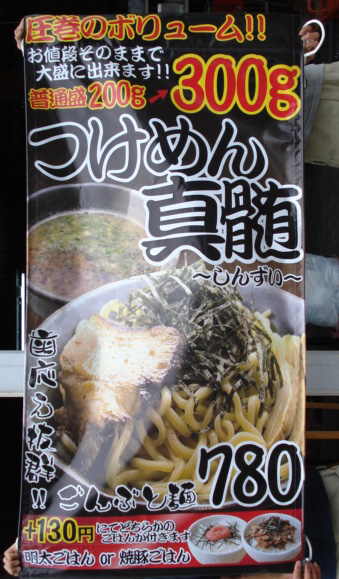 圧巻のボリューム!!
お値段そのままで
大盛に出来ます!!
普通盛200g→300g
つけめん
真髄
～しんずい～
歯応え抜群!!
ごんぶと麺
780
+130円にてどちらかの
ごはんが付きます
明太ごはん or 焼豚ごはん